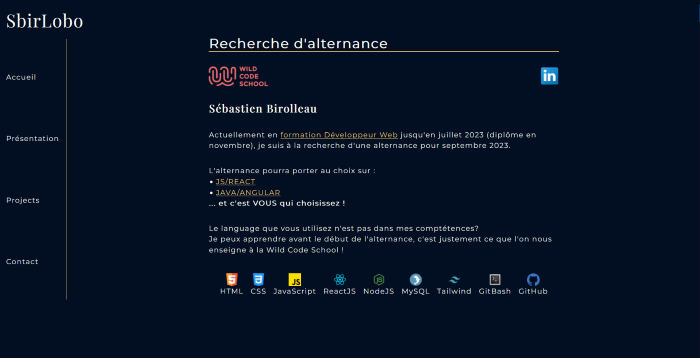 SbirLobo
Accueil
Présentation
Projects
Contact
Recherche d'alternance
WILD
CODE
SCHOOL
in
Sébastien Birolleau
Actuellement en formation Développeur Web jusqu'en juillet 2023 (diplôme en
novembre), je suis à la recherche d'une alternance pour septembre 2023.
L'alternance pourra porter au choix sur :
• JS/REACT
• JAVA/ANGULAR
... et c'est VOUS qui choisissez !
Le language que vous utilisez n'est pas dans mes comptétences?
Je peux apprendre avant le début de l'alternance, c'est justement ce que l'on nous
enseigne à la Wild Code School !
HTML CSS JavaScript ReactJS NodeJS MySQL Tailwind GitBash GitHub